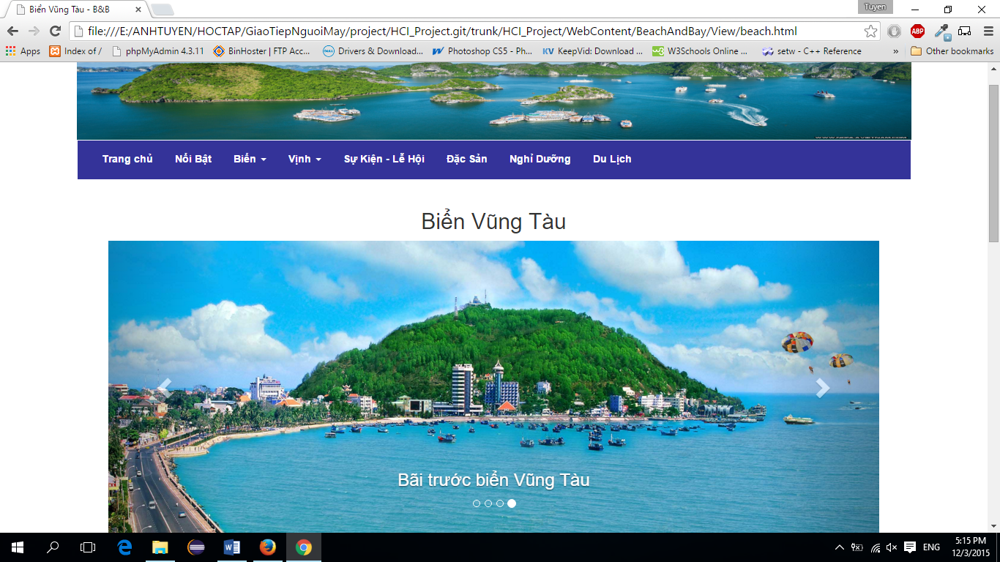 Biển Vũng Tàu - B&B
Tuyen
file:///E:/ANHTUYEN/HOCTAP/GiaoTiepNguoiMay/project/HCI_Project.git/trunk/HCI_Project/WebContent/BeachAndBay/View/beach.html
ABP
Apps Index of / phpMyAdmin 4.3.11 BinHoster | FTP Acc... Drivers & Download... Photoshop CS5 - Ph... KV KeepVid: Download ... W3Schools Online ... setw - C++ Reference » Other bookmarks
Trang chủ Nổi Bật Biển Vịnh Sự Kiện - Lễ Hội Đặc Sản Nghỉ Dưỡng Du Lịch
Biển Vũng Tàu
Bãi trước biển Vũng Tàu
ENG
5:15 PM
12/3/2015